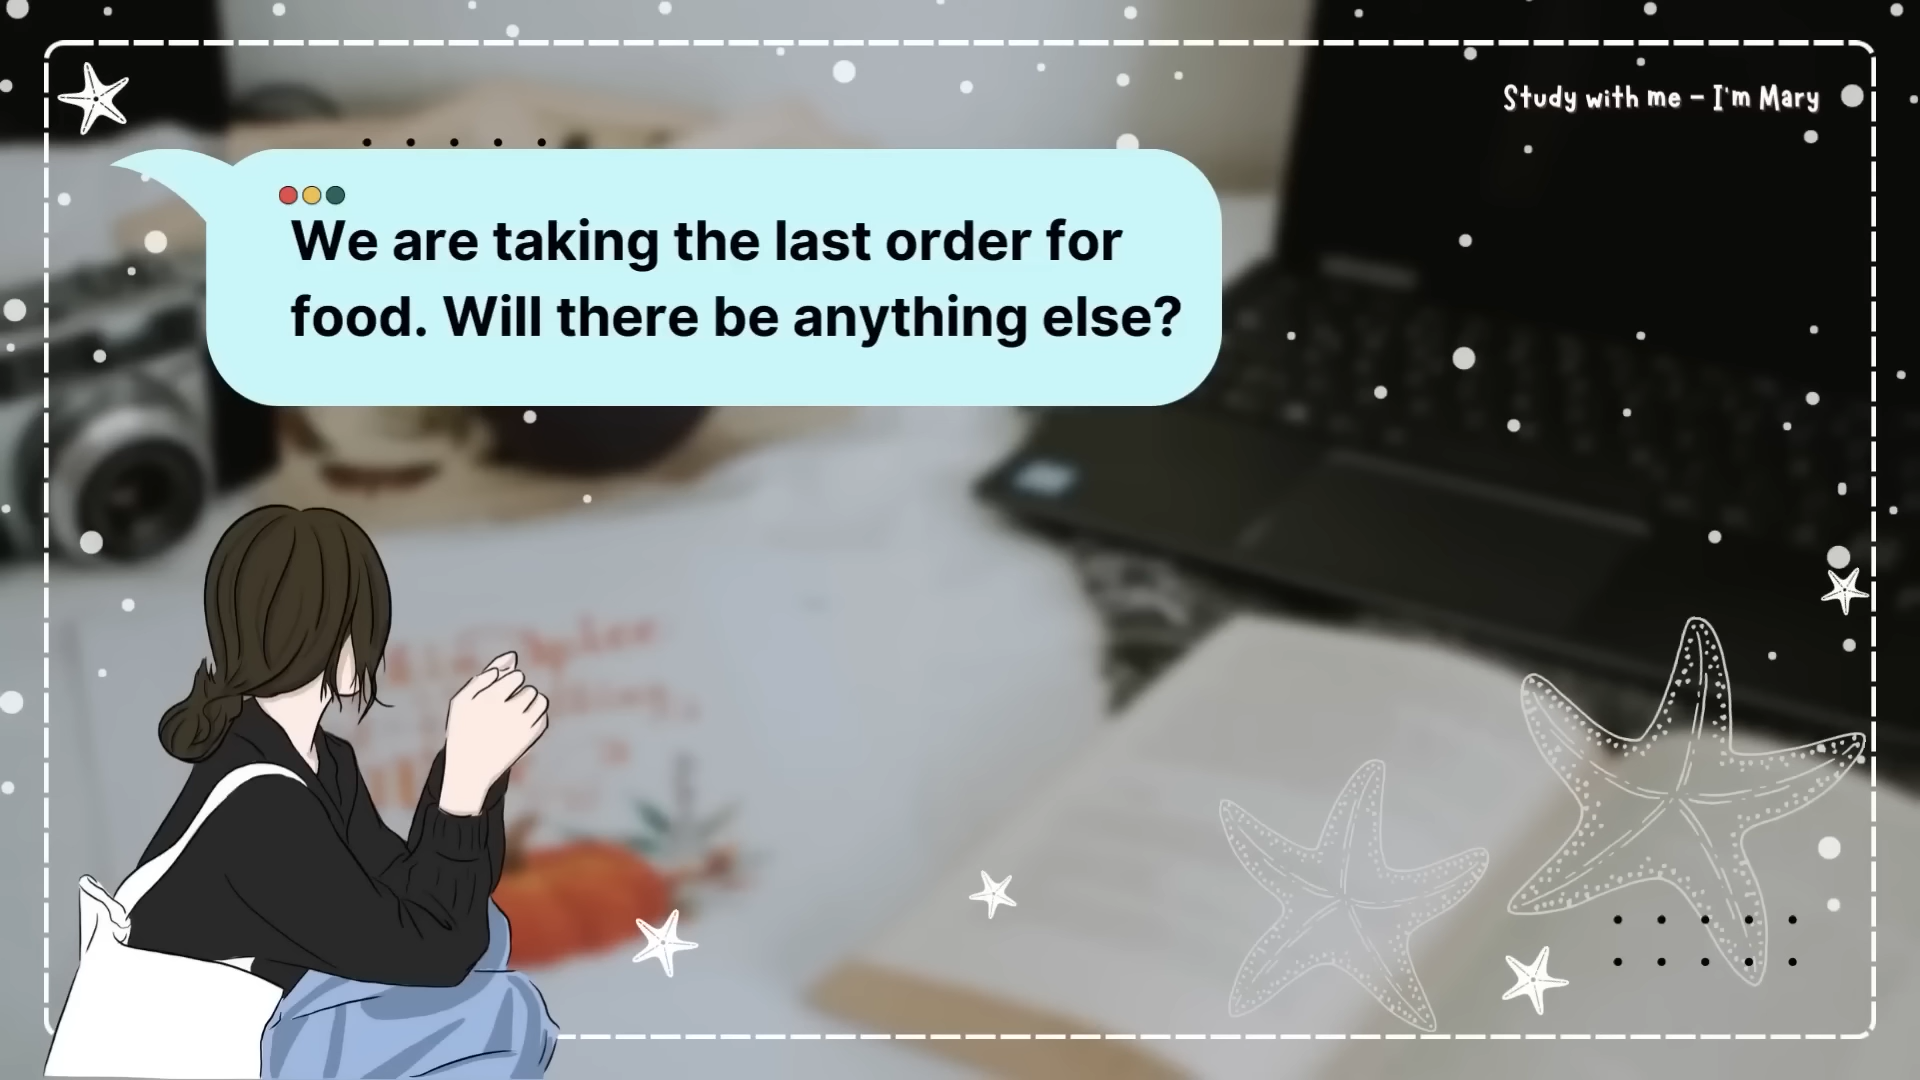 Study with me – I'm Mary
We are taking the last order for
food. Will there be anything else?